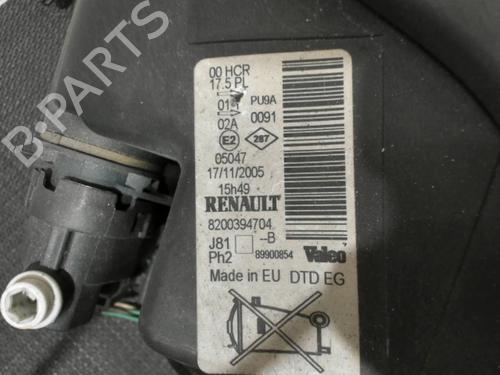 B-PARTS
00 HCR
17.5 PL
PU9A
02A 0091
E2 287
05047
17/11/2005
15h49
RENAULT
8200394704
J81 --B
Ph2 89900854 Valeo
Made in EU DTD EG